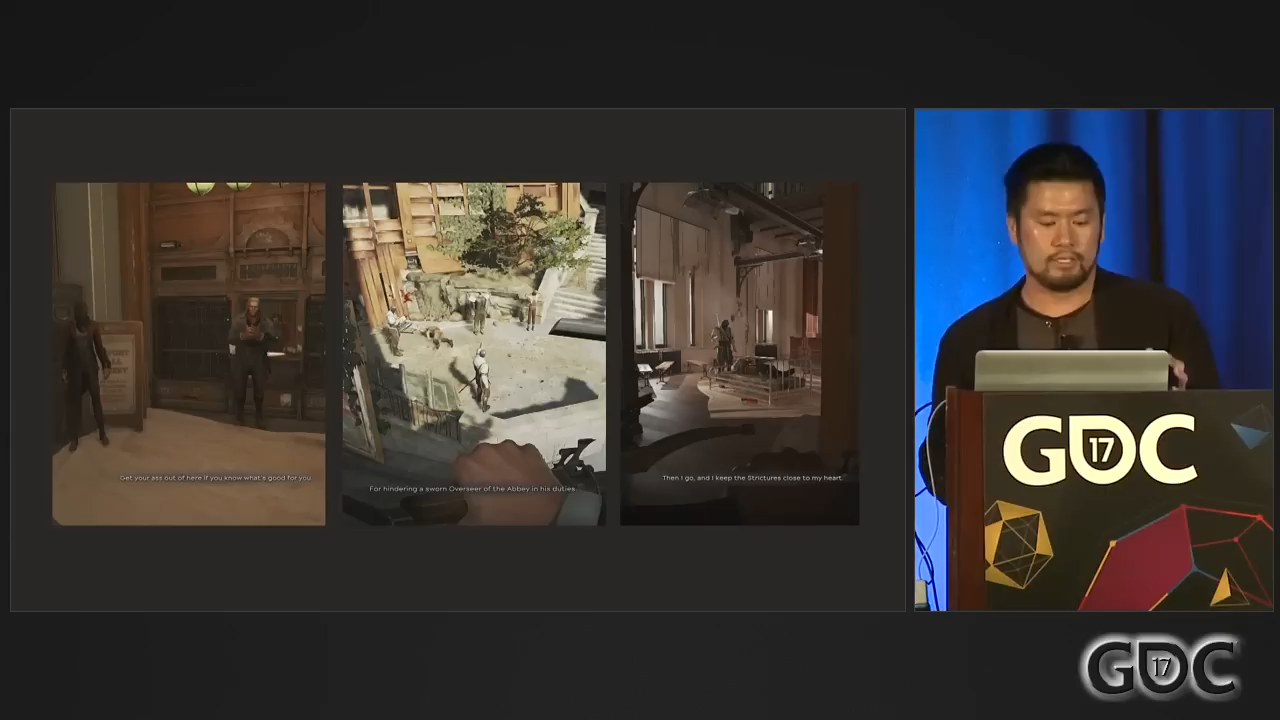 Get your ass out of here if you know what's good for you.
For hindering a sworn Overseer of the Abbey in his duties.
Then I go, and I keep the Strictures close to my heart.
GDC
17
GDC
17